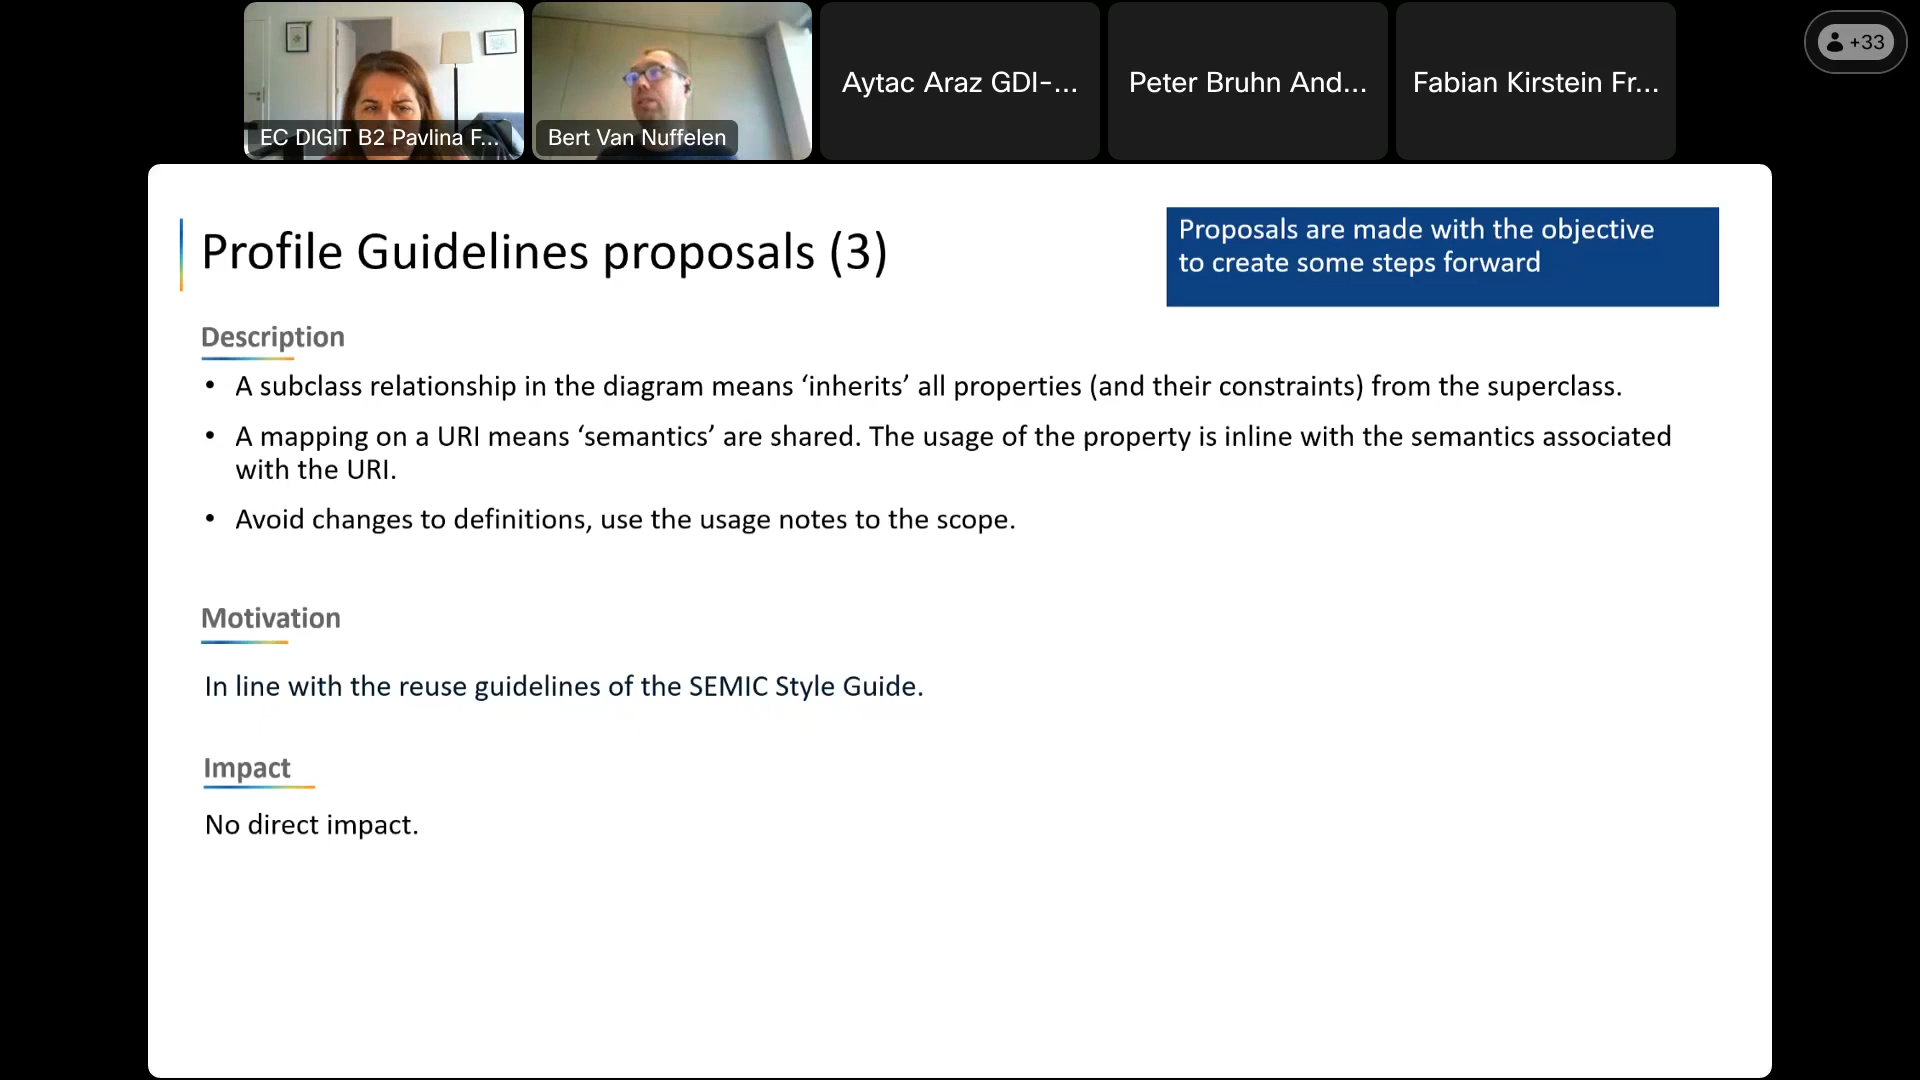 EC DIGIT B2 Pavlina F...
Bert Van Nuffelen
Aytac Araz GDI-...
Peter Bruhn And...
Fabian Kirstein Fr...
+33
Profile Guidelines proposals (3)
Proposals are made with the objective
to create some steps forward
Description
• A subclass relationship in the diagram means ‘inherits’ all properties (and their constraints) from the superclass.
• A mapping on a URI means ‘semantics’ are shared. The usage of the property is inline with the semantics associated
with the URI.
• Avoid changes to definitions, use the usage notes to the scope.
Motivation
In line with the reuse guidelines of the SEMIC Style Guide.
Impact
No direct impact.